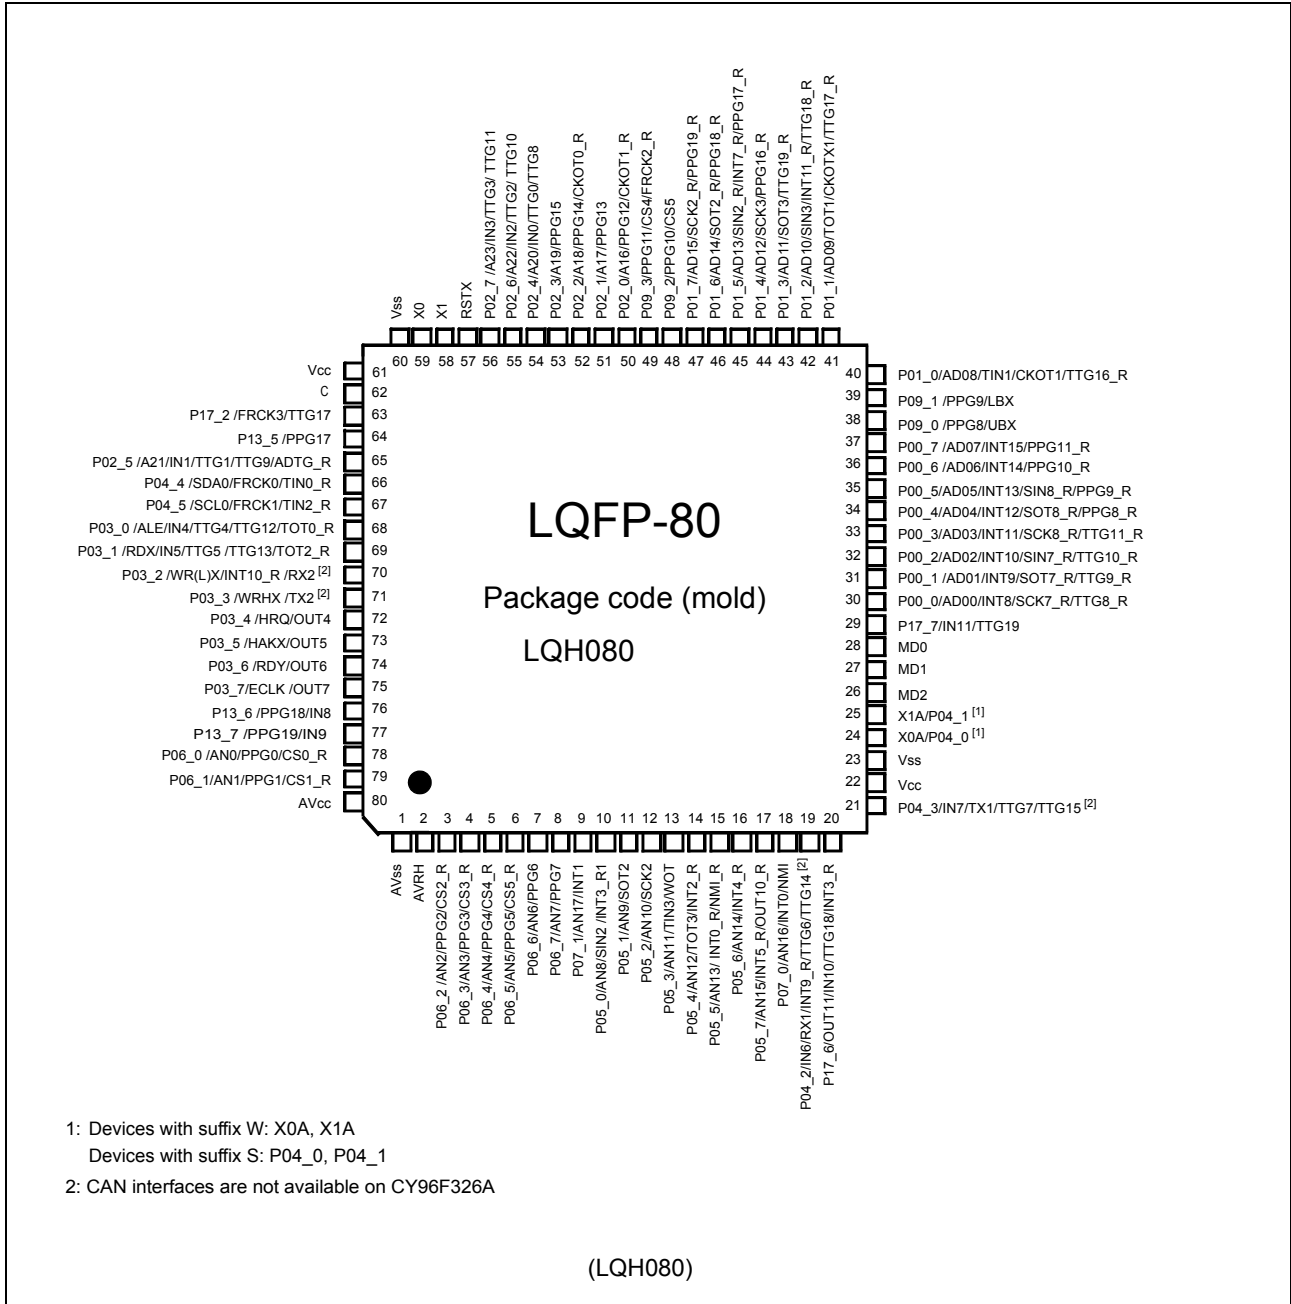 P02_7 /A23/IN3/TTG3/ TTG11
P02_6/A22/IN2/TTG2/ TTG10
P02_4/A20/IN0/TTG0/TTG8
P02_3/A19/PPG15
P02_2/A18/PPG14/CKOT0_R
P02_1/A17/PPG13
P02_0/A16/PPG12/CKOT1_R
P09_3/PPG11/CS4/FRCK2_R
P09_2/PPG10/CS5
P01_7/AD15/SCK2_R/PPG19_R
P01_6/AD14/SOT2_R/PPG18_R
P01_5/AD13/SIN2_R/INT7_R/PPG17_R
P01_4/AD12/SCK3/PPG16_R
P01_3/AD11/SOT3/TTG19_R
P01_2/AD10/SIN3/INT11_R/TTG18_R
P01_1/AD09/TOT1/CKOTX1/TTG17_R
Vss
X0
X1
RSTX
60 59 58 57 56 55 54 53 52 51 50 49 48 47 46 45 44 43 42 41
Vcc 61
C 62
P17_2 /FRCK3/TTG17 63
P13_5 /PPG17 64
P02_5 /A21/IN1/TTG1/TTG9/ADTG_R 65
P04_4 /SDA0/FRCK0/TIN0_R 66
P04_5 /SCL0/FRCK1/TIN2_R 67
P03_0 /ALE/IN4/TTG4/TTG12/TOT0_R 68
P03_1 /RDX/IN5/TTG5 /TTG13/TOT2_R 69
P03_2 /WR(L)X/INT10_R /RX2 [2] 70
P03_3 /WRHX /TX2 [2] 71
P03_4 /HRQ/OUT4 72
P03_5 /HAKX/OUT5 73
P03_6 /RDY/OUT6 74
P03_7/ECLK /OUT7 75
P13_6 /PPG18/IN8 76
P13_7 /PPG19/IN9 77
P06_0 /AN0/PPG0/CS0_R 78
P06_1/AN1/PPG1/CS1_R 79
AVcc 80
LQFP-80
Package code (mold)
LQH080
40 P01_0/AD08/TIN1/CKOT1/TTG16_R
39 P09_1 /PPG9/LBX
38 P09_0 /PPG8/UBX
37 P00_7 /AD07/INT15/PPG11_R
36 P00_6 /AD06/INT14/PPG10_R
35 P00_5/AD05/INT13/SIN8_R/PPG9_R
34 P00_4/AD04/INT12/SOT8_R/PPG8_R
33 P00_3/AD03/INT11/SCK8_R/TTG11_R
32 P00_2/AD02/INT10/SIN7_R/TTG10_R
31 P00_1 /AD01/INT9/SOT7_R/TTG9_R
30 P00_0/AD00/INT8/SCK7_R/TTG8_R
29 P17_7/IN11/TTG19
28 MD0
27 MD1
26 MD2
25 X1A/P04_1 [1]
24 X0A/P04_0 [1]
23 Vss
22 Vcc
21 P04_3/IN7/TX1/TTG7/TTG15 [2]
1 2 3 4 5 6 7 8 9 10 11 12 13 14 15 16 17 18 19 20
AVss
AVRH
P06_2 /AN2/PPG2/CS2_R
P06_3/AN3/PPG3/CS3_R
P06_4/AN4/PPG4/CS4_R
P06_5/AN5/PPG5/CS5_R
P06_6/AN6/PPG6
P06_7/AN7/PPG7
P07_1/AN17/INT1
P05_0/AN8/SIN2 /INT3_R1
P05_1/AN9/SOT2
P05_2/AN10/SCK2
P05_3/AN11/TIN3/WOT
P05_4/AN12/TOT3/INT2_R
P05_5/AN13/ INT0_R/NMI_R
P05_6/AN14/INT4_R
P05_7/AN15/INT5_R/OUT10_R
P07_0/AN16/INT0/NMI
P04_2/IN6/RX1/INT9_R/TTG6/TTG14 [2]
P17_6/OUT11/IN10/TTG18/INT3_R
1: Devices with suffix W: X0A, X1A
Devices with suffix S: P04_0, P04_1
2: CAN interfaces are not available on CY96F326A
(LQH080)